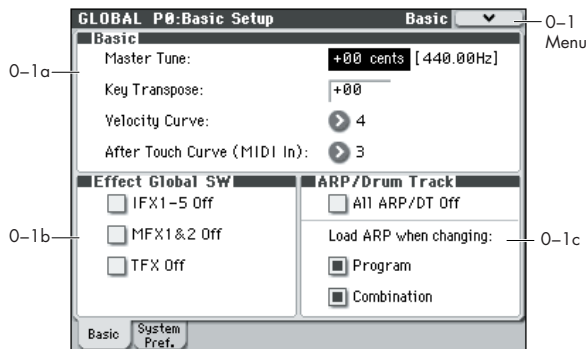 GLOBAL P0:Basic Setup Basic
0–1
Menu
Basic
0–1a
Master Tune: +00 cents [440.00Hz]
Key Transpose: +00
Velocity Curve: 4
After Touch Curve (MIDI In): 3
Effect Global SW ARP/Drum Track
IFX1-5 Off All ARP/DT Off
0–1b MFX1&2 Off Load ARP when changing: 0–1c
TFX Off Program
Combination
Basic System
Pref.